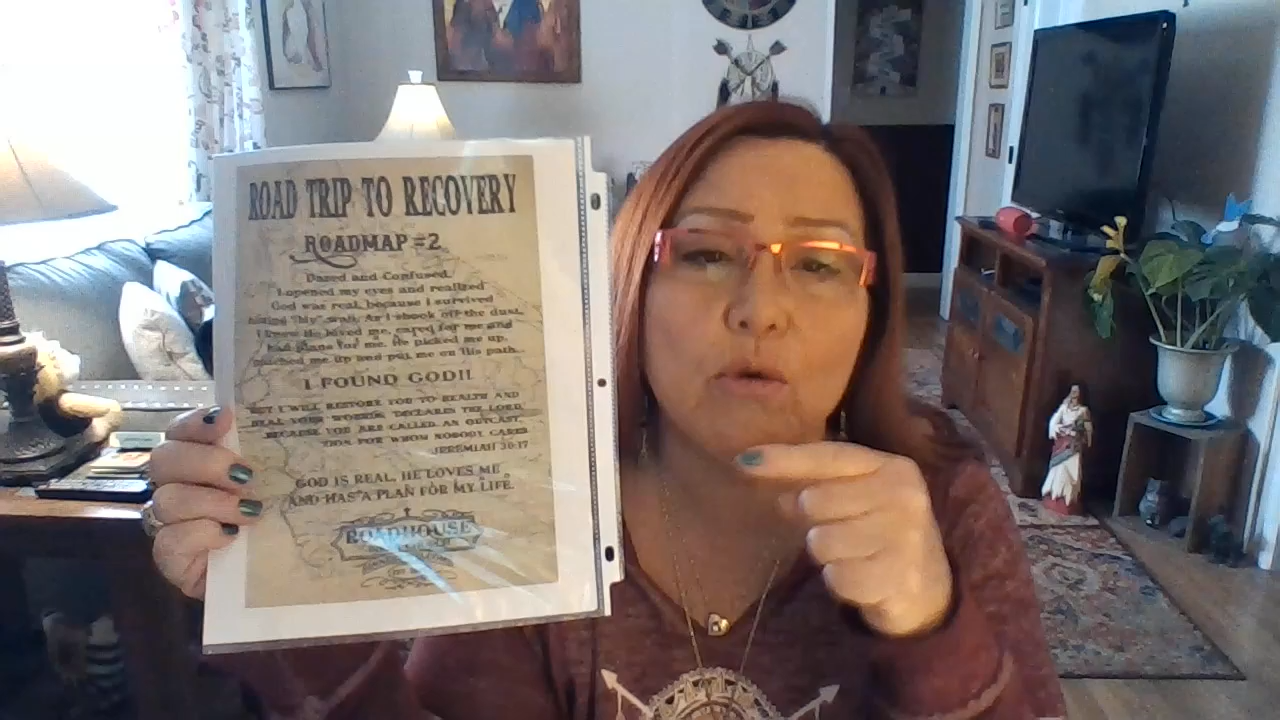 ROAD TRIP TO RECOVERY
ROADMAP #2
Dazed and Confused.
I opened my eyes and realized
God was real, because I survived
hitting "My" wall. As I shook off the dust,
I knew He loved me, cared for me and
had plans for me. He picked me up,
me up and put me on His path...
I FOUND GOD!!
BUT I WILL RESTORE YOU TO HEALTH AND
HEAL YOUR WOUNDS, DECLARES THE LORD,
BECAUSE YOU ARE CALLED AN OUTCAST,
ZION FOR WHOM NOBODY CARES
JEREMIAH 30:17
GOD IS REAL, HE LOVES ME,
AND HAS A PLAN FOR MY LIFE.
ROADHOUSE